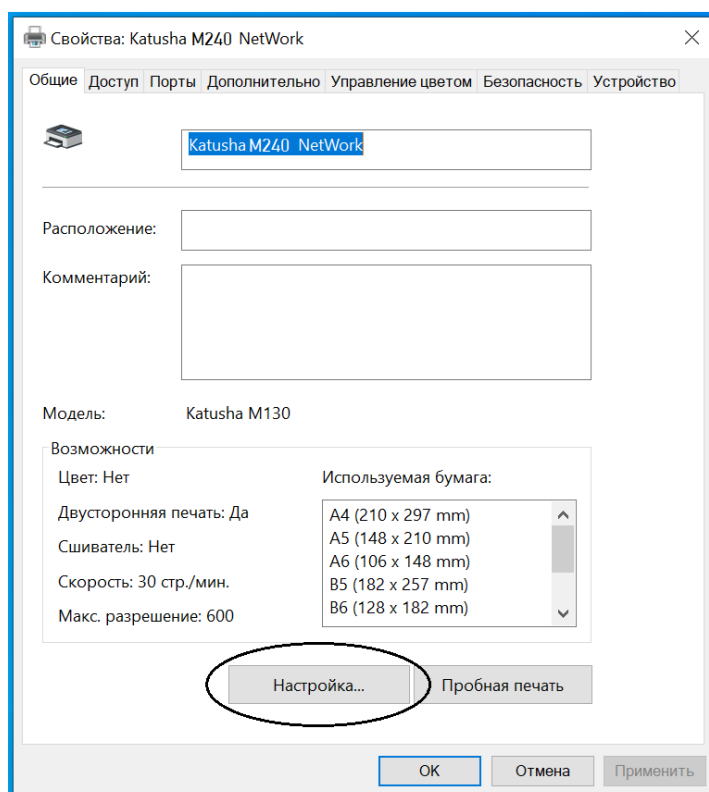 Свойства: Katusha M240 NetWork
Общие Доступ Порты Дополнительно Управление цветом Безопасность Устройство
Katusha M240 NetWork
Расположение:
Комментарий:
Модель: Katusha M130
Возможности
Цвет: Нет
Двусторонняя печать: Да
Сшиватель: Нет
Скорость: 30 стр./мин.
Макс. разрешение: 600
Используемая бумага:
A4 (210 x 297 mm)
A5 (148 x 210 mm)
A6 (106 x 148 mm)
B5 (182 x 257 mm)
B6 (128 x 182 mm)
Настройка... Пробная печать
ОК Отмена Применить